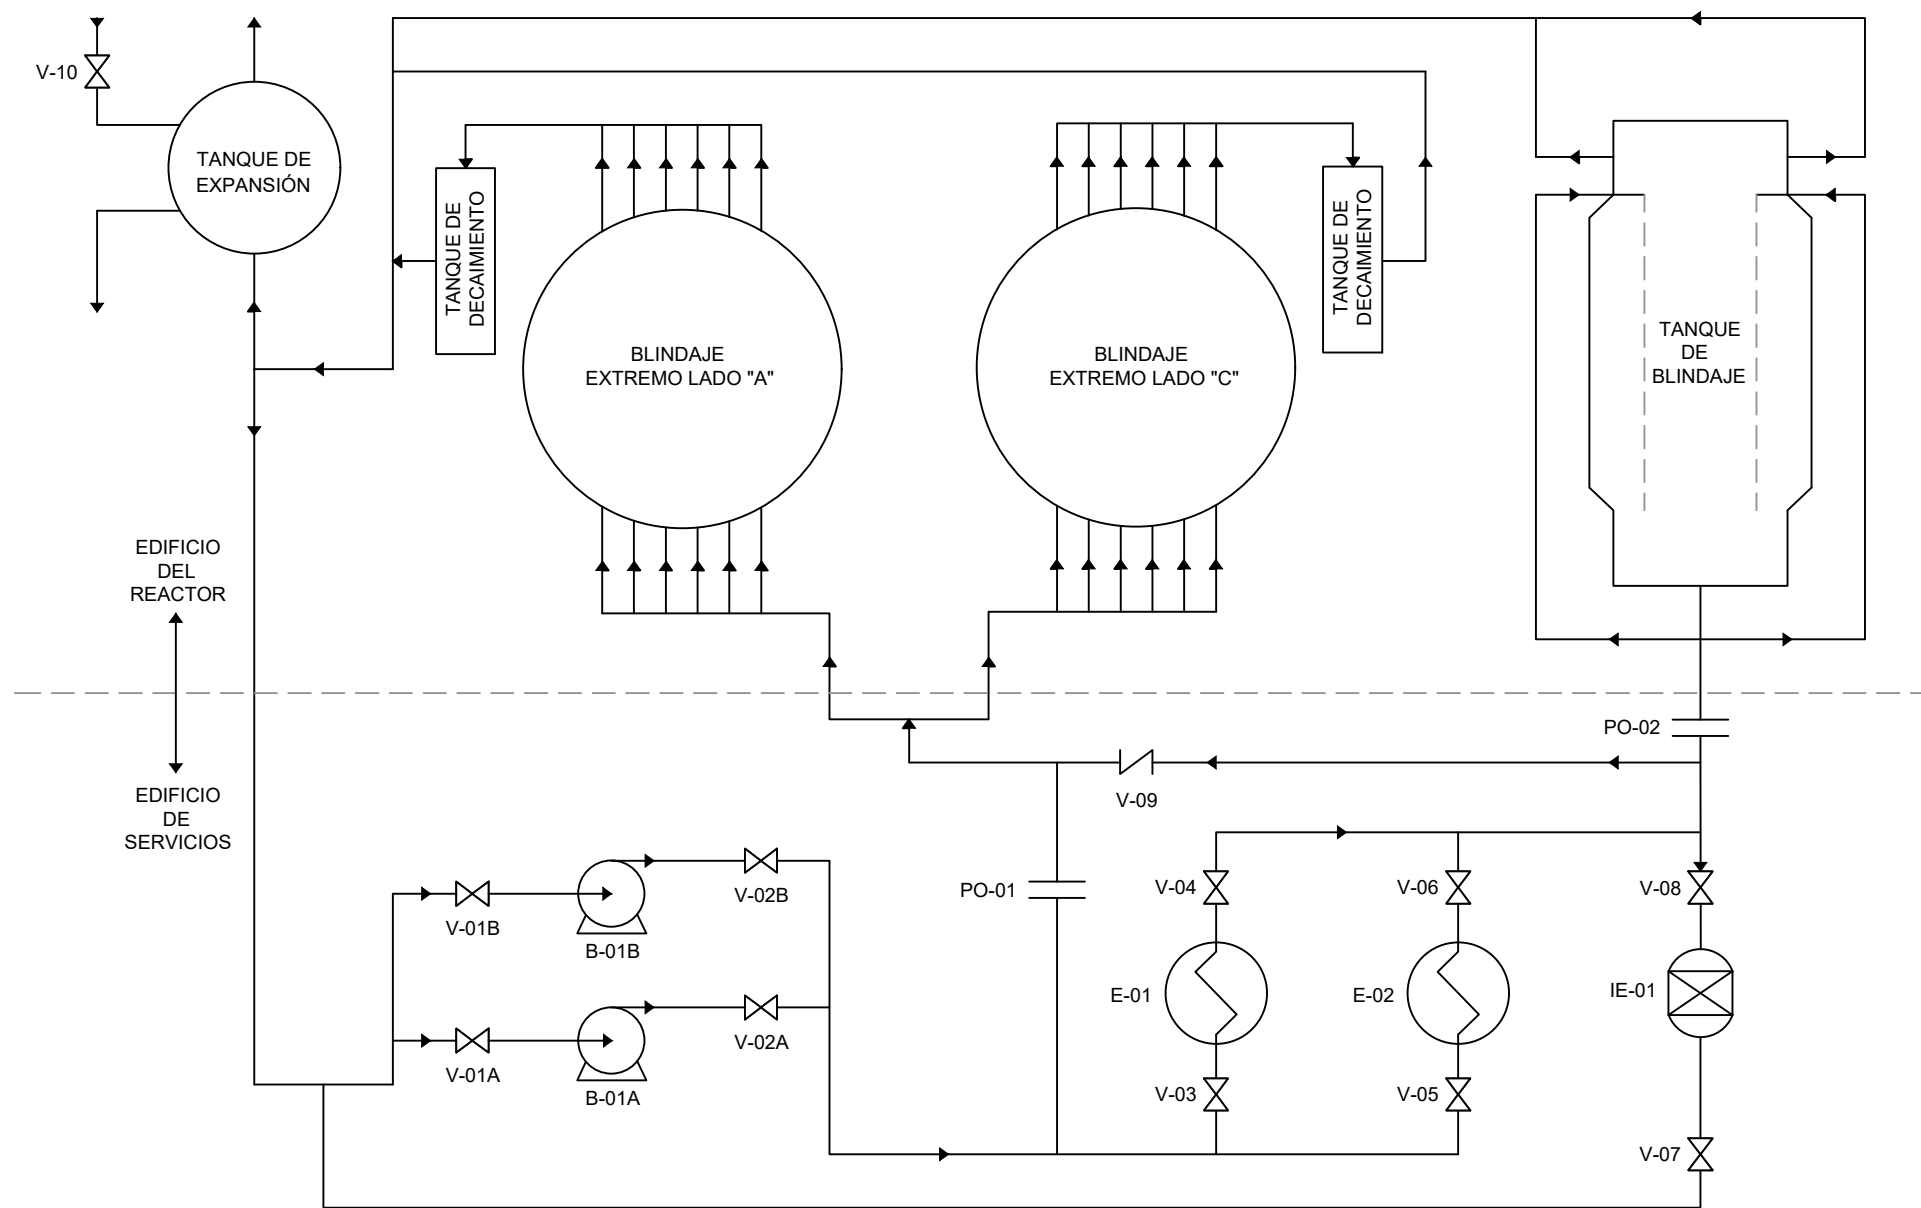 V-10
TANQUE DE
EXPANSIÓN
TANQUE DE
DECAIMIENTO
BLINDAJE
EXTREMO LADO "A"
BLINDAJE
EXTREMO LADO "C"
TANQUE DE
DECAIMIENTO
TANQUE
DE
BLINDAJE
EDIFICIO
DEL
REACTOR
EDIFICIO
DE
SERVICIOS
PO-02
V-09
V-01B
B-01B
V-02B
V-01A
B-01A
V-02A
PO-01
V-04
V-06
V-08
E-01
E-02
IE-01
V-03
V-05
V-07